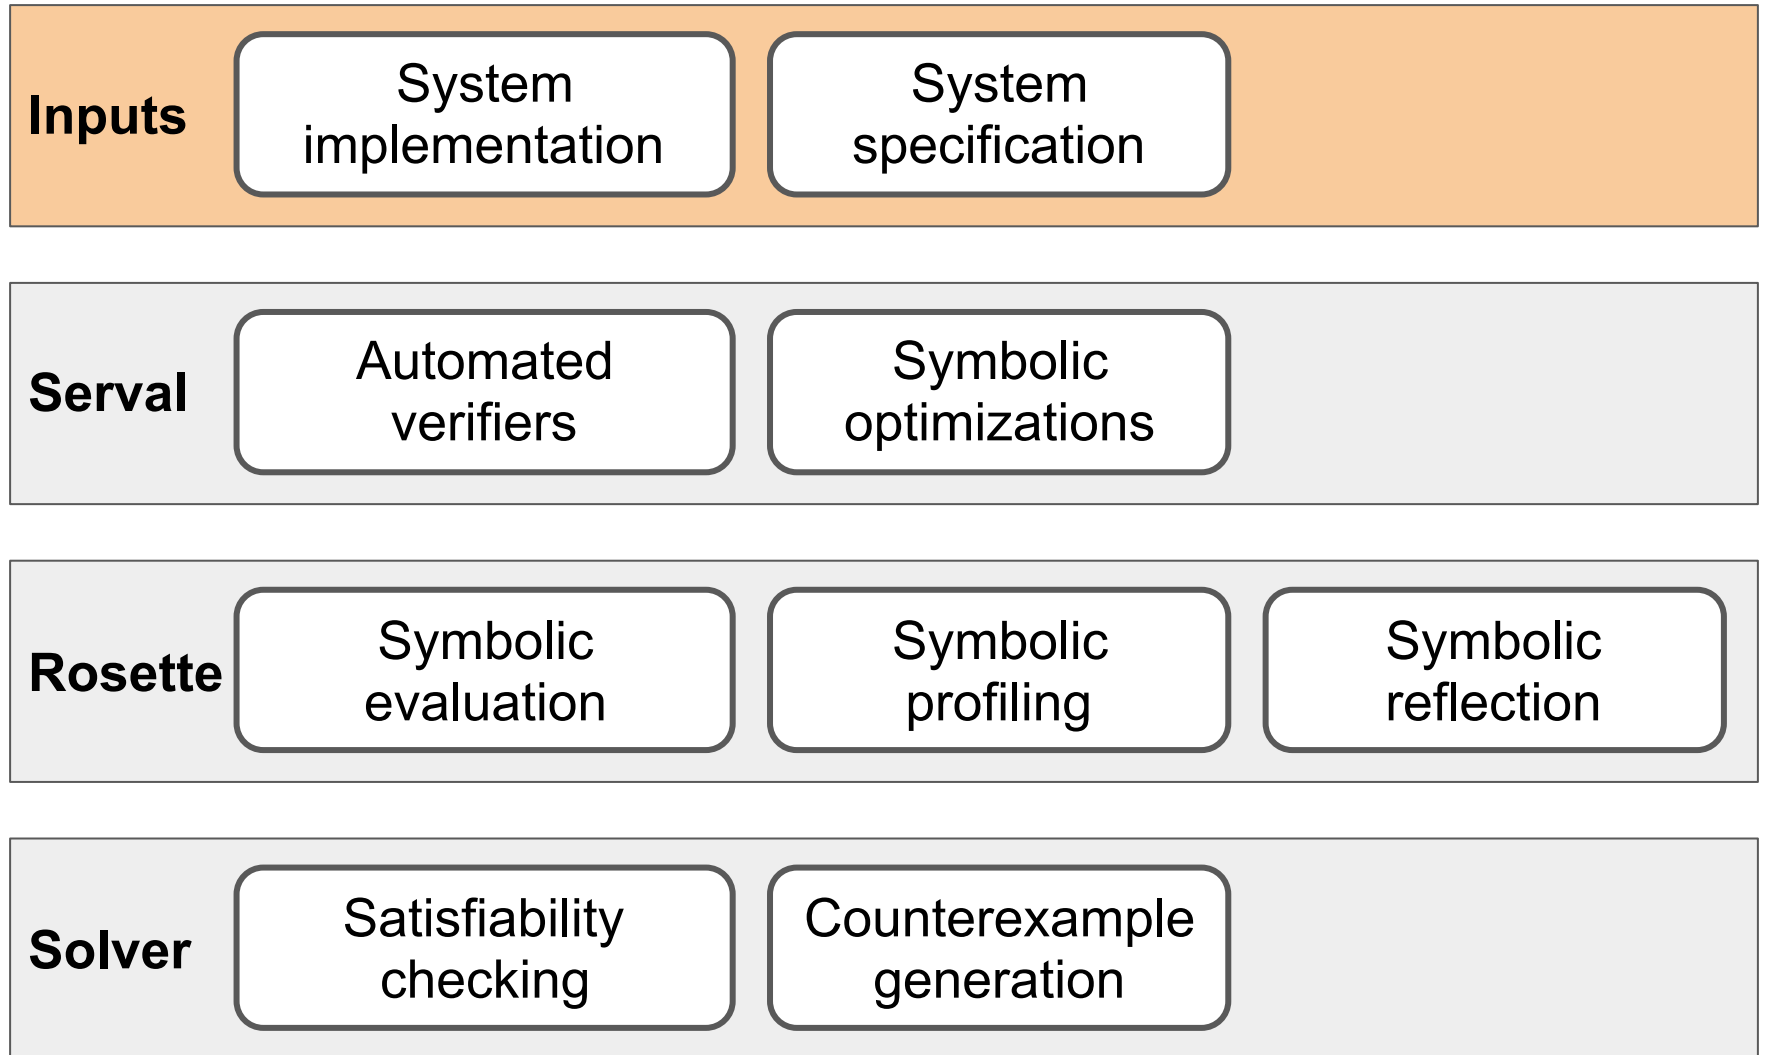 Inputs
System
implementation
System
specification
Serval
Automated
verifiers
Symbolic
optimizations
Rosette
Symbolic
evaluation
Symbolic
profiling
Symbolic
reflection
Solver
Satisfiability
checking
Counterexample
generation